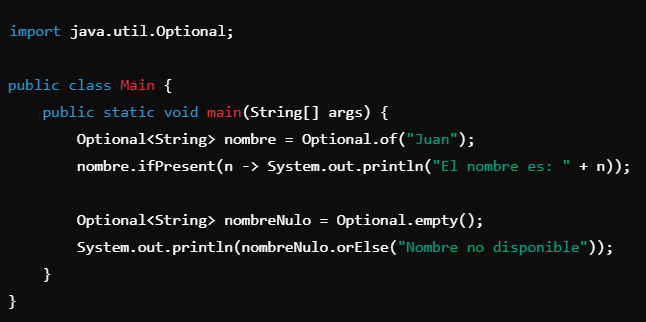 import java.util.Optional;
public class Main {
public static void main(String[] args) {
Optional<String> nombre = Optional.of("Juan");
nombre.ifPresent(n -> System.out.println("El nombre es: " + n));
Optional<String> nombreNulo = Optional.empty();
System.out.println(nombreNulo.orElse("Nombre no disponible"));
}
}